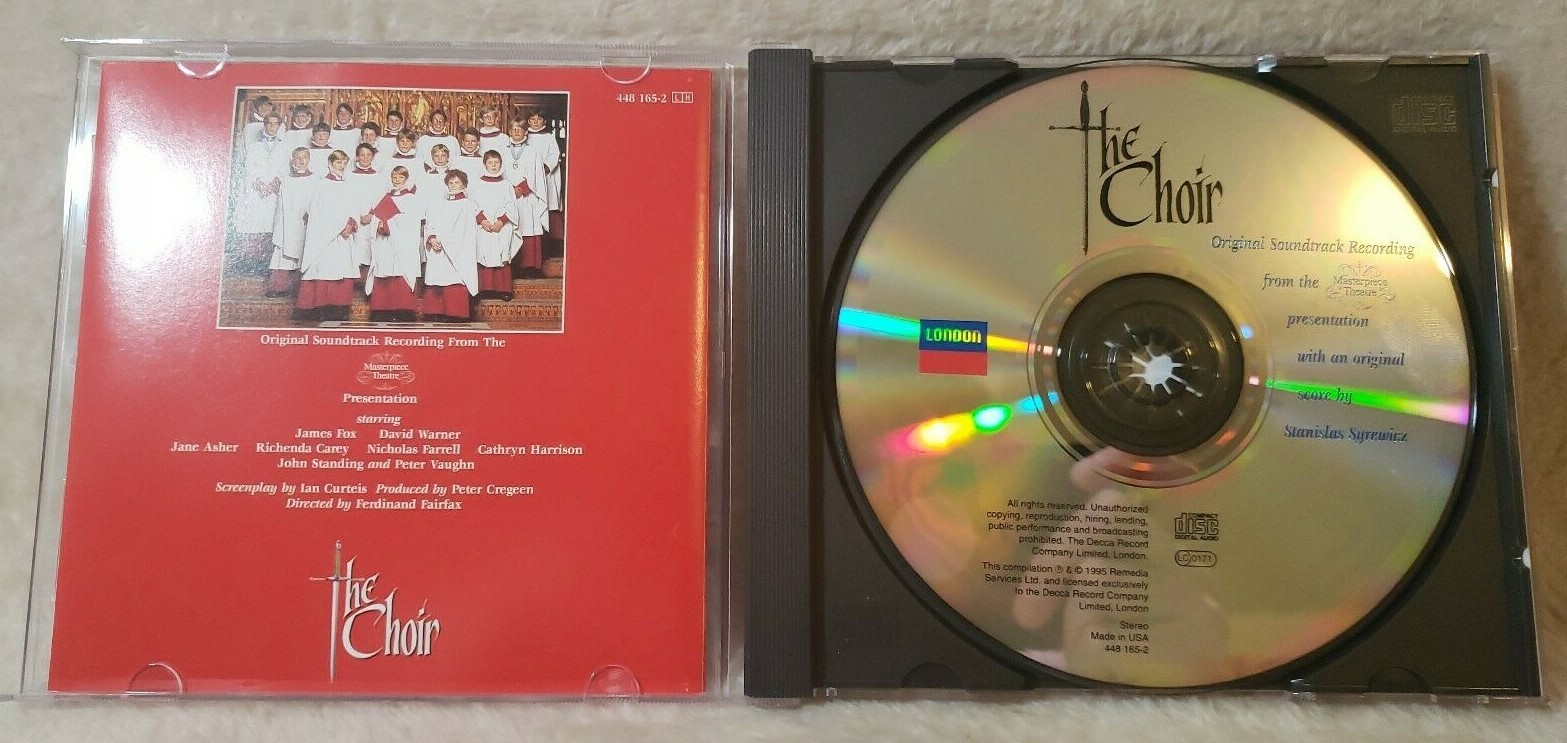 448 165-2 LH
Original Soundtrack Recording From The
Masterpiece
Theatre
Presentation
starring
James Fox David Warner
Jane Asher Richenda Carey Nicholas Farrell Cathryn Harrison
John Standing and Peter Vaughn
Screenplay by Ian Curteis Produced by Peter Cregeen
Directed by Ferdinand Fairfax
the
Choir
the
Choir
Original Soundtrack Recording
from the Masterpiece
Theatre
presentation
with an original
score by
Stanislas Syrewicz
LONDON
All rights reserved. Unauthorized
copying, reproduction, hiring, lending,
public performance and broadcasting
prohibited. The Decca Record
Company Limited, London.
This compilation ℗ & © 1995 Remedia
Services Ltd. and licensed exclusively
to the Decca Record Company
Limited, London
Stereo
Made in USA
448 165-2
COMPACT
disc
DIGITAL AUDIO
LC 0171
disc
DIGITAL AUDIO